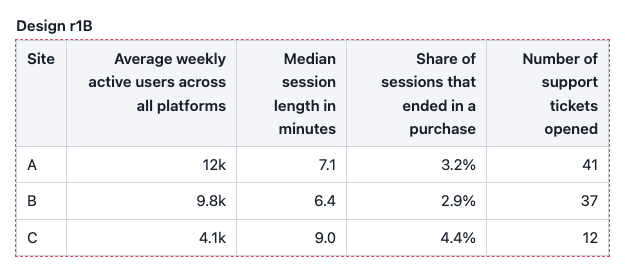 Design r1B
Site
Average weekly
active users across
all platforms
Median
session
length in
minutes
Share of
sessions that
ended in a
purchase
Number of
support
tickets
opened
A 12k 7.1 3.2% 41
B 9.8k 6.4 2.9% 37
C 4.1k 9.0 4.4% 12